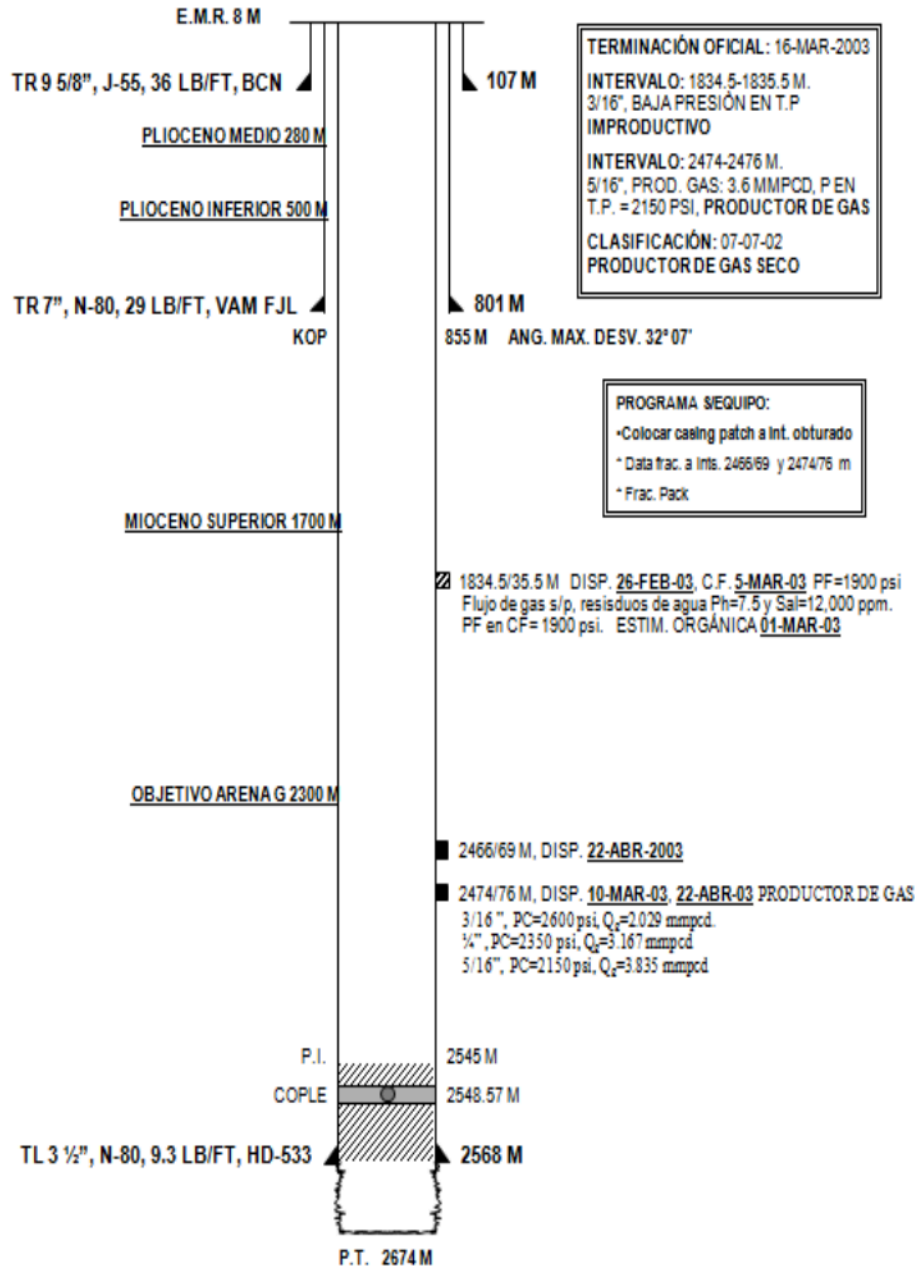 E.M.R. 8 M
TR 9 5/8”, J-55, 36 LB/FT, BCN
107 M
PLIOCENO MEDIO 280 M
PLIOCENO INFERIOR 500 M
TR 7”, N-80, 29 LB/FT, VAM FJL
801 M
KOP
855 M ANG. MAX. DESV. 32° 07’
TERMINACIÓN OFICIAL: 16-MAR-2003
INTERVALO: 1834.5-1835.5 M.
3/16”, BAJA PRESIÓN EN T.P
IMPRODUCTIVO
INTERVALO: 2474-2476 M.
5/16”, PROD. GAS: 3.6 MMPCD, P EN
T.P. = 2150 PSI, PRODUCTOR DE GAS
CLASIFICACIÓN: 07-07-02
PRODUCTOR DE GAS SECO
PROGRAMA S/EQUIPO:
•Colocar casing patch a Int. obturado
* Data frac. a Ints. 2466/69 y 2474/76 m
* Frac. Pack
MIOCENO SUPERIOR 1700 M
1834.5/35.5 M DISP. 26-FEB-03, C.F. 5-MAR-03 PF=1900 psi
Flujo de gas s/p, resisduos de agua Ph=7.5 y Sal=12,000 ppm.
PF en CF= 1900 psi. ESTIM. ORGÁNICA 01-MAR-03
OBJETIVO ARENA G 2300 M
2466/69 M, DISP. 22-ABR-2003
2474/76 M, DISP. 10-MAR-03, 22-ABR-03 PRODUCTOR DE GAS
3/16 ”, PC=2600 psi, Qg=2.029 mmpcd.
¼” , PC=2350 psi, Qg=3.167 mmpcd
5/16”, PC=2150 psi, Qg=3.835 mmpcd
P.I.
2545 M
COPLE
2548.57 M
TL 3 ½”, N-80, 9.3 LB/FT, HD-533
2568 M
P.T. 2674 M